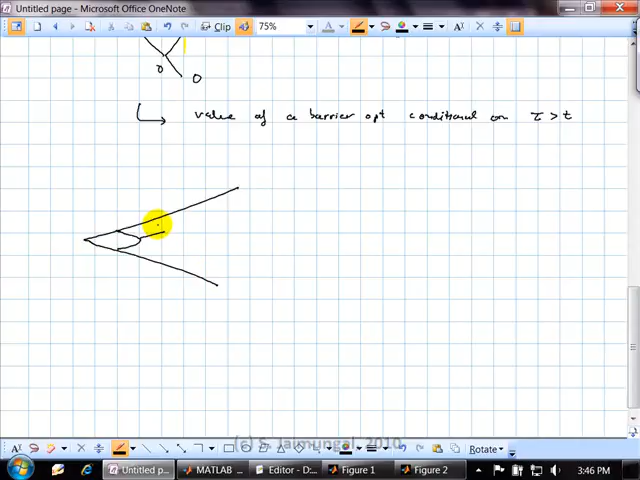 Untitled page - Microsoft Office OneNote
Clip
75%
0
0
value of a barrier opt conditional on τ > t
(c) S. Jaimungal, 2010
Rotate
Untitled page - M...
MATLAB
Editor - D:...
Figure 1
Figure 2
3:46 PM